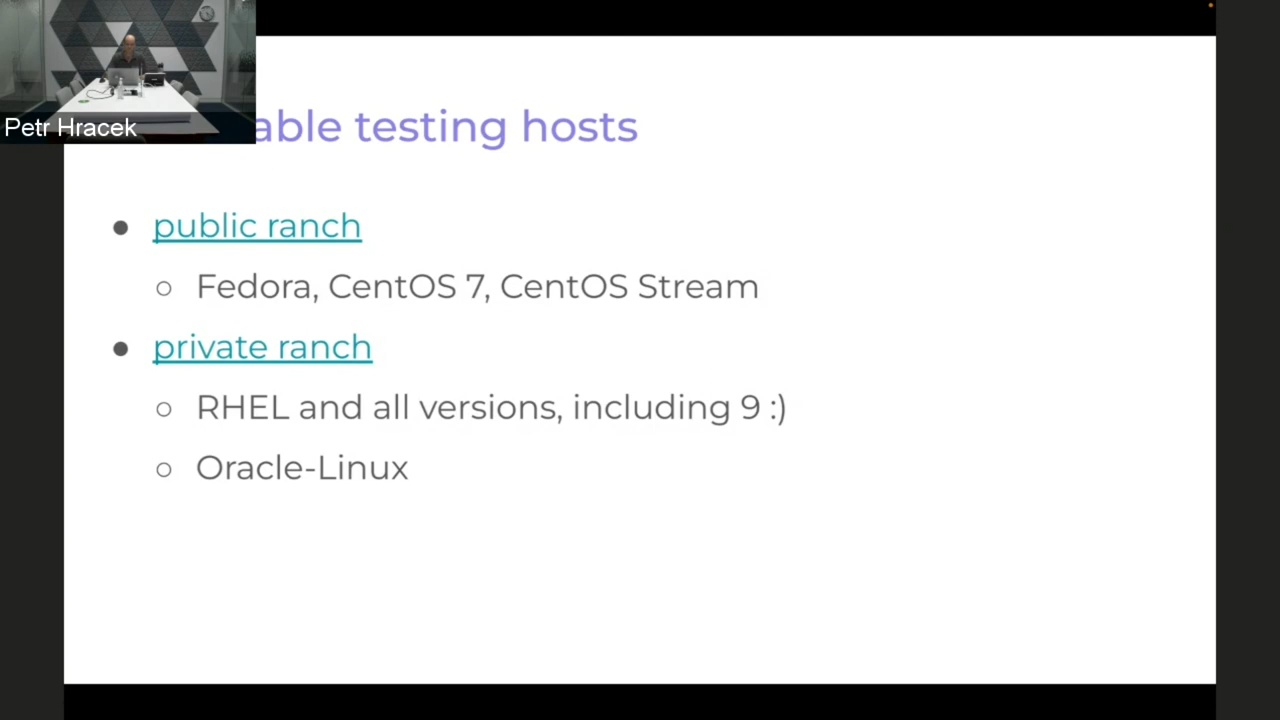 Petr Hracek
able testing hosts
● public ranch
○ Fedora, CentOS 7, CentOS Stream
● private ranch
○ RHEL and all versions, including 9 :)
○ Oracle-Linux